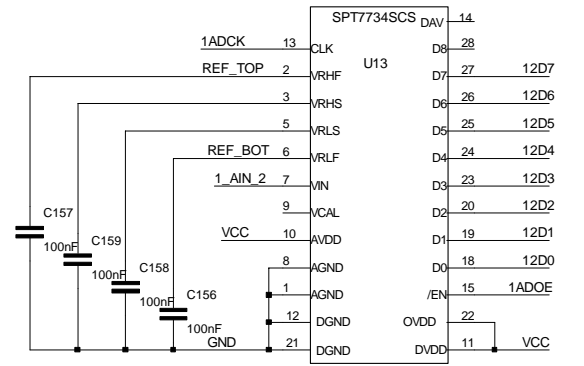 SPT7734SCS
DAV 14
1ADCK 13 CLK D8 28
U13
REF_TOP 2 VRHF D7 27 12D7
3 VRHS D6 26 12D6
5 VRLS D5 25 12D5
REF_BOT 6 VRLF D4 24 12D4
1_AIN_2 7 VIN D3 23 12D3
9 VCAL D2 20 12D2
VCC 10 AVDD D1 19 12D1
8 AGND D0 18 12D0
1 AGND /EN 15 1ADOE
12 DGND OVDD 22
GND 21 DGND DVDD 11 VCC
C157
100nF
C159
100nF
C158
100nF
C156
100nF